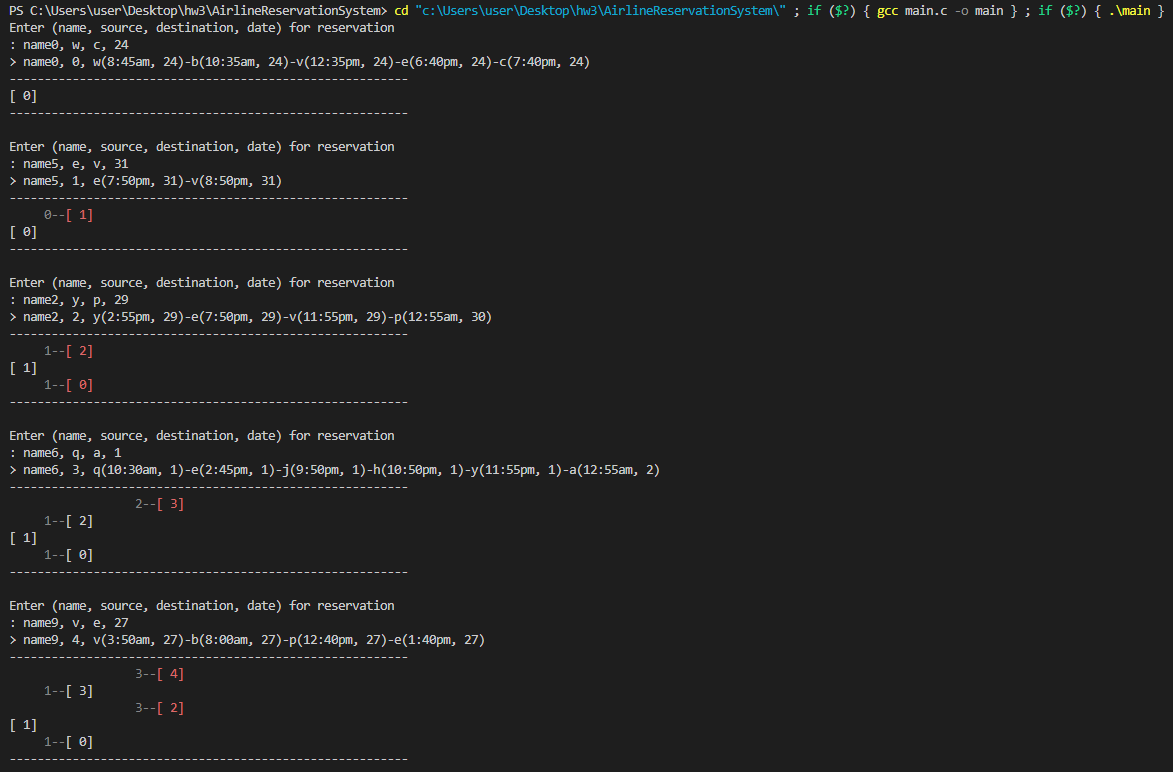 PS C:\Users\user\Desktop\hw3\AirlineReservationSystem> cd "c:\Users\user\Desktop\hw3\AirlineReservationSystem\" ; if ($?) { gcc main.c -o main } ; if ($?) { .\main }
Enter (name, source, destination, date) for reservation
: name0, w, c, 24
> name0, 0, w(8:45am, 24)-b(10:35am, 24)-v(12:35pm, 24)-e(6:40pm, 24)-c(7:40pm, 24)
---------------------------------------------------------
[ 0]
---------------------------------------------------------
Enter (name, source, destination, date) for reservation
: name5, e, v, 31
> name5, 1, e(7:50pm, 31)-v(8:50pm, 31)
---------------------------------------------------------
     0--[ 1]
[ 0]
---------------------------------------------------------
Enter (name, source, destination, date) for reservation
: name2, y, p, 29
> name2, 2, y(2:55pm, 29)-e(7:50pm, 29)-v(11:55pm, 29)-p(12:55am, 30)
---------------------------------------------------------
     1--[ 2]
[ 1]
     1--[ 0]
---------------------------------------------------------
Enter (name, source, destination, date) for reservation
: name6, q, a, 1
> name6, 3, q(10:30am, 1)-e(2:45pm, 1)-j(9:50pm, 1)-h(10:50pm, 1)-y(11:55pm, 1)-a(12:55am, 2)
---------------------------------------------------------
                  2--[ 3]
     1--[ 2]
[ 1]
     1--[ 0]
---------------------------------------------------------
Enter (name, source, destination, date) for reservation
: name9, v, e, 27
> name9, 4, v(3:50am, 27)-b(8:00am, 27)-p(12:40pm, 27)-e(1:40pm, 27)
---------------------------------------------------------
                  3--[ 4]
     1--[ 3]
                  3--[ 2]
[ 1]
     1--[ 0]
---------------------------------------------------------